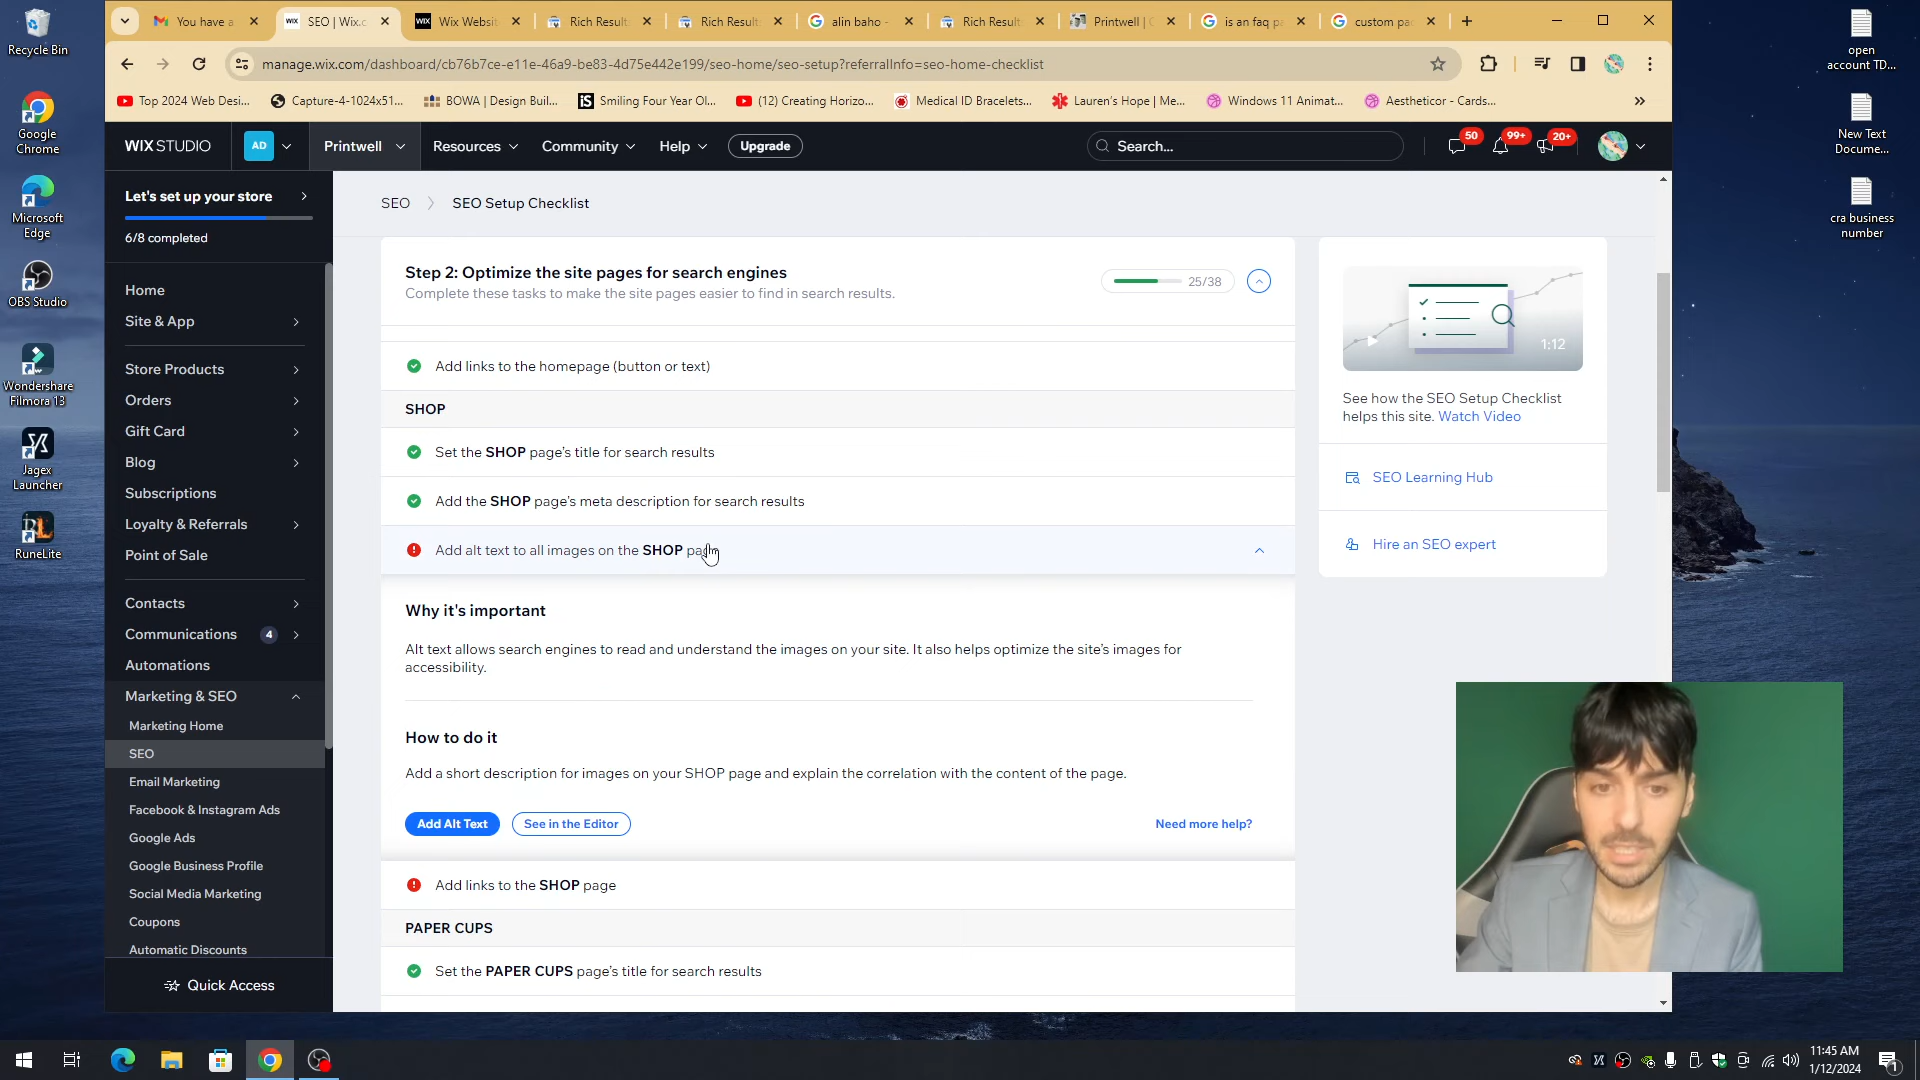 Recycle Bin
Google
Chrome
Microsoft
Edge
OBS Studio
Wondershare
Filmora 13
Jagex
Launcher
RuneLite
open
account TD...
New Text
Docume...
cra business
number
You have a
SEO | Wix.c
Wix Websit
Rich Result
Rich Result
alin baho -
Rich Result
Printwell | C
is an faq pa
custom pac
manage.wix.com/dashboard/cb76b7ce-e11e-46a9-be83-4d75e442e199/seo-home/seo-setup?referralInfo=seo-home-checklist
Top 2024 Web Desi...
Capture-4-1024x51...
BOWA | Design Buil...
Smiling Four Year Ol...
(12) Creating Horizo...
Medical ID Bracelets...
Lauren's Hope | Me...
Windows 11 Animat...
Aestheticor - Cards...
WIX STUDIO
AD
Printwell
Resources
Community
Help
Upgrade
Search...
50
99+
20+
Let's set up your store
6/8 completed
Home
Site & App
Store Products
Orders
Gift Card
Blog
Subscriptions
Loyalty & Referrals
Point of Sale
Contacts
Communications
4
Automations
Marketing & SEO
Marketing Home
SEO
Email Marketing
Facebook & Instagram Ads
Google Ads
Google Business Profile
Social Media Marketing
Coupons
Automatic Discounts
Quick Access
SEO
SEO Setup Checklist
Step 2: Optimize the site pages for search engines
Complete these tasks to make the site pages easier to find in search results.
25/38
Add links to the homepage (button or text)
SHOP
Set the SHOP page's title for search results
Add the SHOP page's meta description for search results
Add alt text to all images on the SHOP page
Why it's important
Alt text allows search engines to read and understand the images on your site. It also helps optimize the site's images for
accessibility.
How to do it
Add a short description for images on your SHOP page and explain the correlation with the content of the page.
Add Alt Text
See in the Editor
Need more help?
Add links to the SHOP page
PAPER CUPS
Set the PAPER CUPS page's title for search results
1:12
See how the SEO Setup Checklist
helps this site. Watch Video
SEO Learning Hub
Hire an SEO expert
11:45 AM
1/12/2024
1